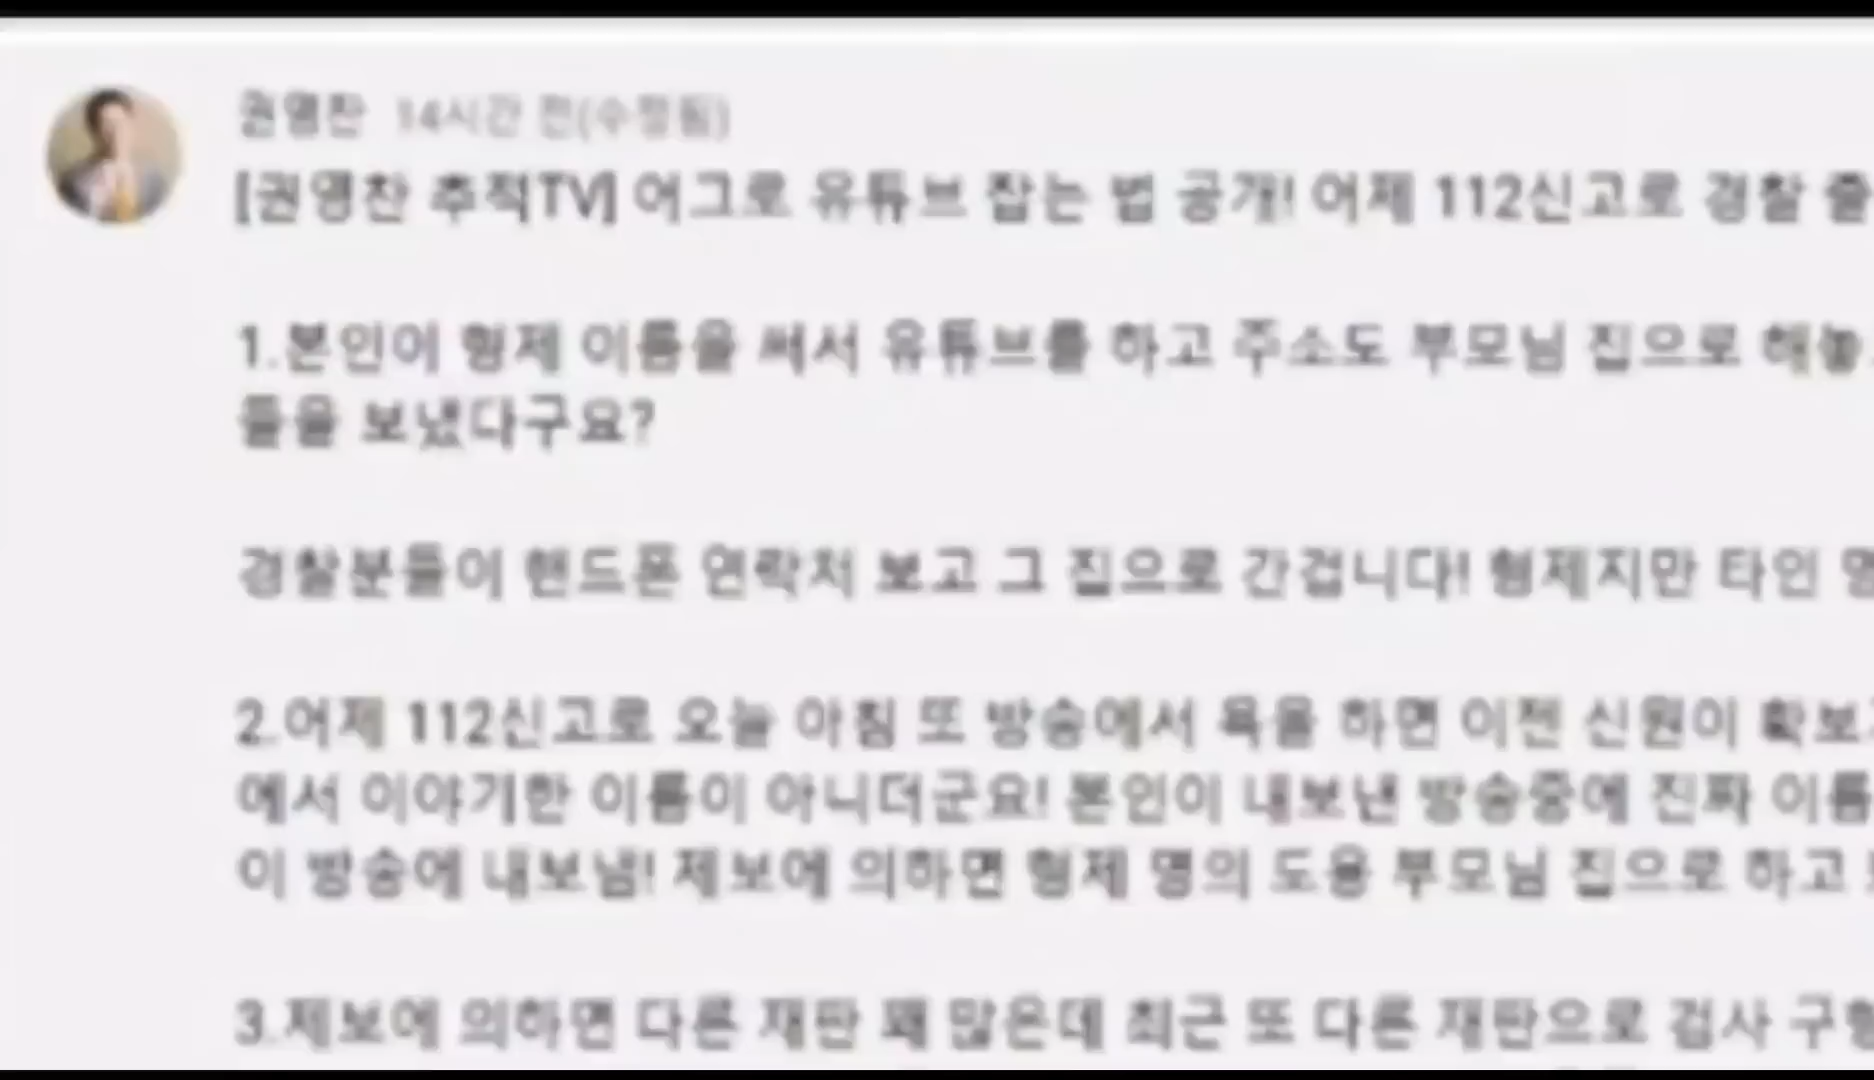 권영찬 14시간 전(수정됨)
[권영찬 추적TV] 어그로 유튜브 잡는 법 공개! 어제 112신고로 경찰 출
1.본인이 형제 이름을 써서 유튜브를 하고 주소도 부모님 집으로 해놓
들을 보냈다구요?
경찰분들이 핸드폰 연락처 보고 그 집으로 간겁니다! 형제지만 타인 명
2.어제 112신고로 오늘 아침 또 방송에서 욕을 하면 이젠 신원이 확보
에서 이야기한 이름이 아니더군요! 본인이 내보낸 방송중에 진짜 이름
이 방송에 내보냄! 제보에 의하면 형제 명의 도용 부모님 집으로 하고
3.제보에 의하면 다른 재판 꽤 많은데 최근 또 다른 재판으로 검사 구형